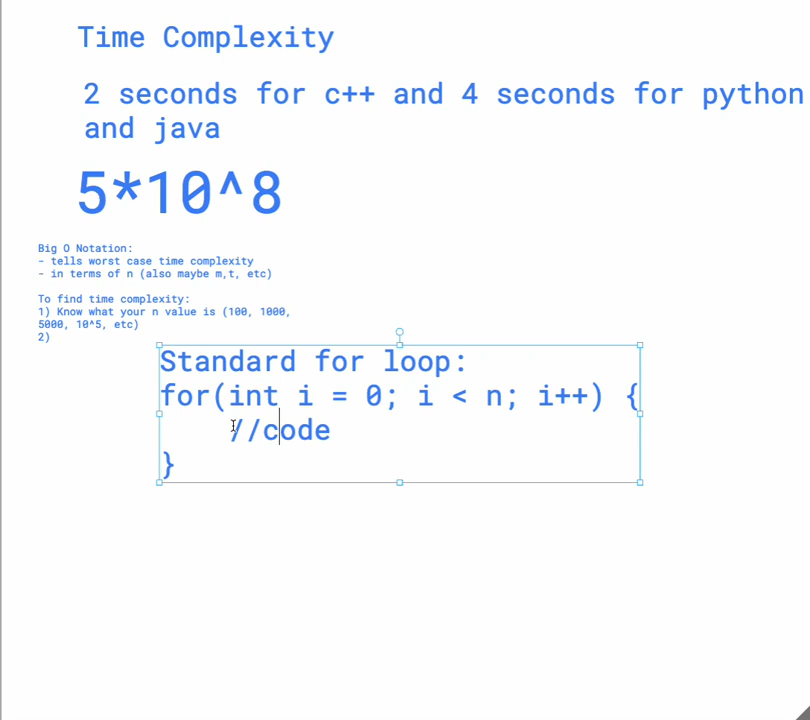 Time Complexity
2 seconds for c++ and 4 seconds for python
and java
5*10^8
Big O Notation:
- tells worst case time complexity
- in terms of n (also maybe m,t, etc)
To find time complexity:
1) Know what your n value is (100, 1000,
5000, 10^5, etc)
2)
Standard for loop:
for(int i = 0; i < n; i++) {
//code
}